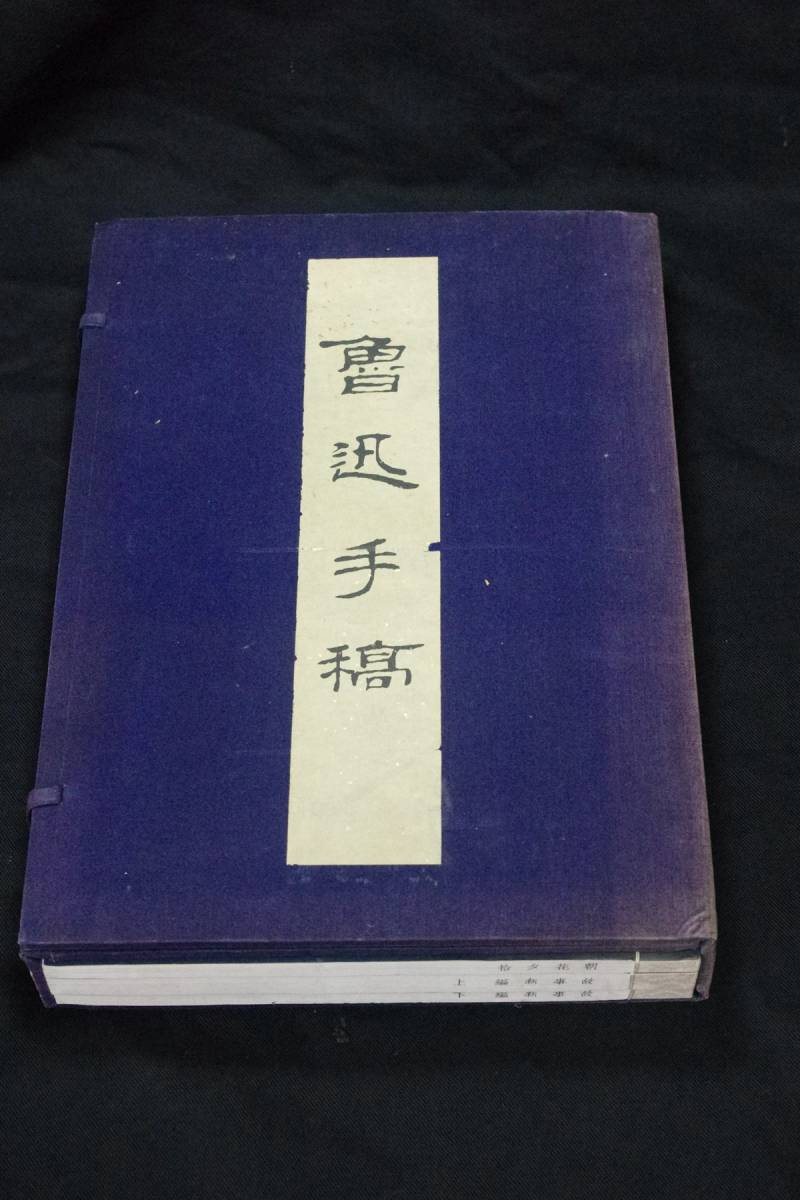 魯迅手稿
朝花夕拾
故事新編 上
故事新編 下